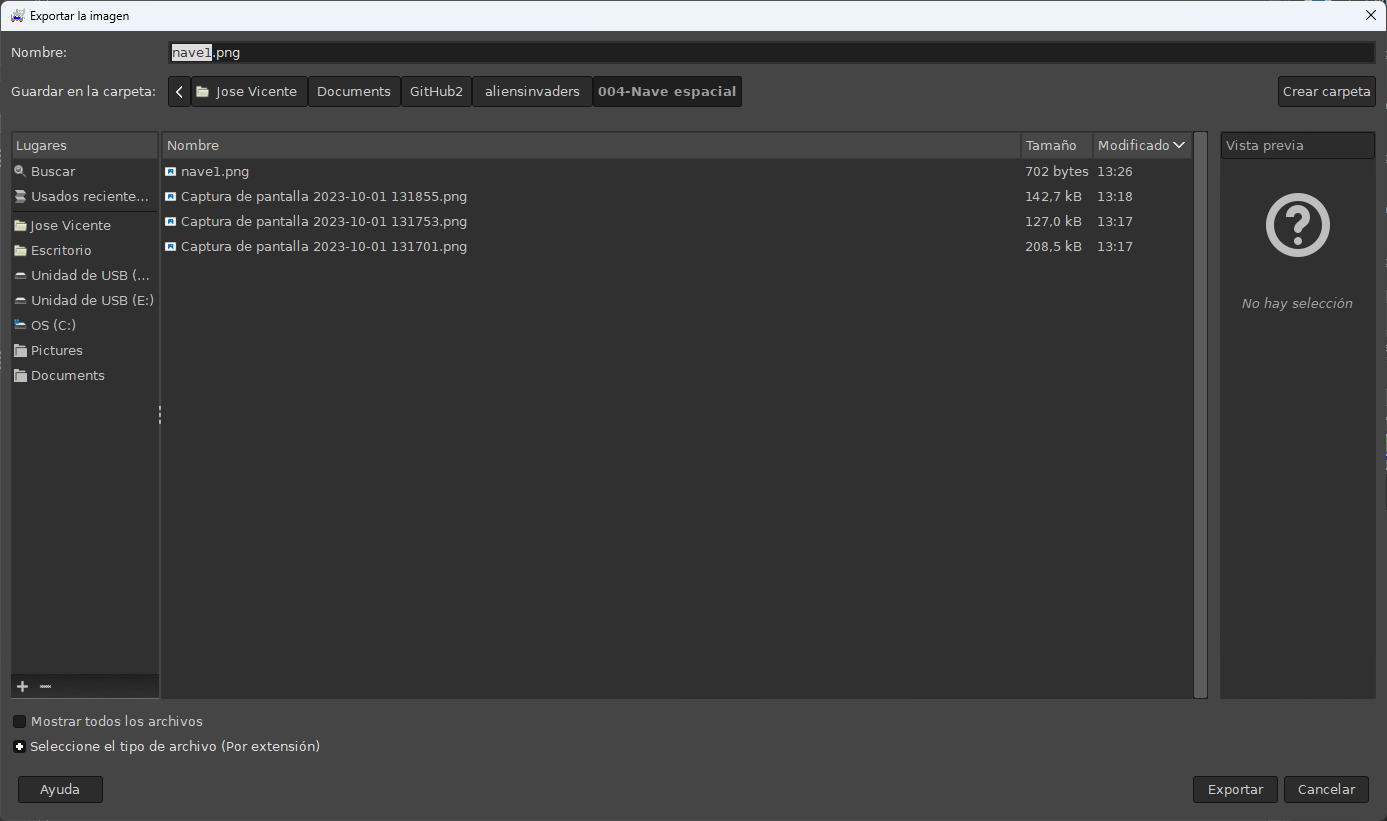 Exportar la imagen
Nombre: nave1.png
Guardar en la carpeta: Jose Vicente Documents GitHub2 aliensinvaders 004-Nave espacial Crear carpeta
Lugares Nombre Tamaño Modificado Vista previa
Buscar nave1.png 702 bytes 13:26
Usados reciente... Captura de pantalla 2023-10-01 131855.png 142,7 kB 13:18
Jose Vicente Captura de pantalla 2023-10-01 131753.png 127,0 kB 13:17
Escritorio Captura de pantalla 2023-10-01 131701.png 208,5 kB 13:17
Unidad de USB (...
Unidad de USB (E:) No hay selección
OS (C:)
Pictures
Documents
Mostrar todos los archivos
Seleccione el tipo de archivo (Por extensión)
Ayuda Exportar Cancelar